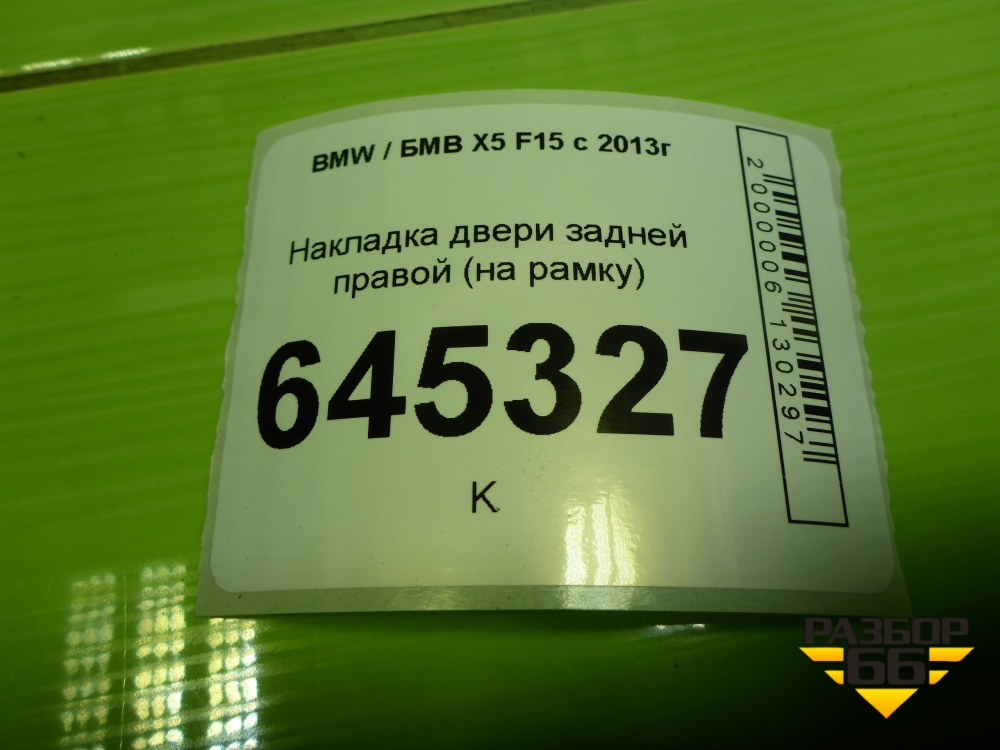 BMW / БМВ X5 F15 с 2013г
Накладка двери задней
правой (на рамку)
645327
К
2000006130297
РАЗБОР
66